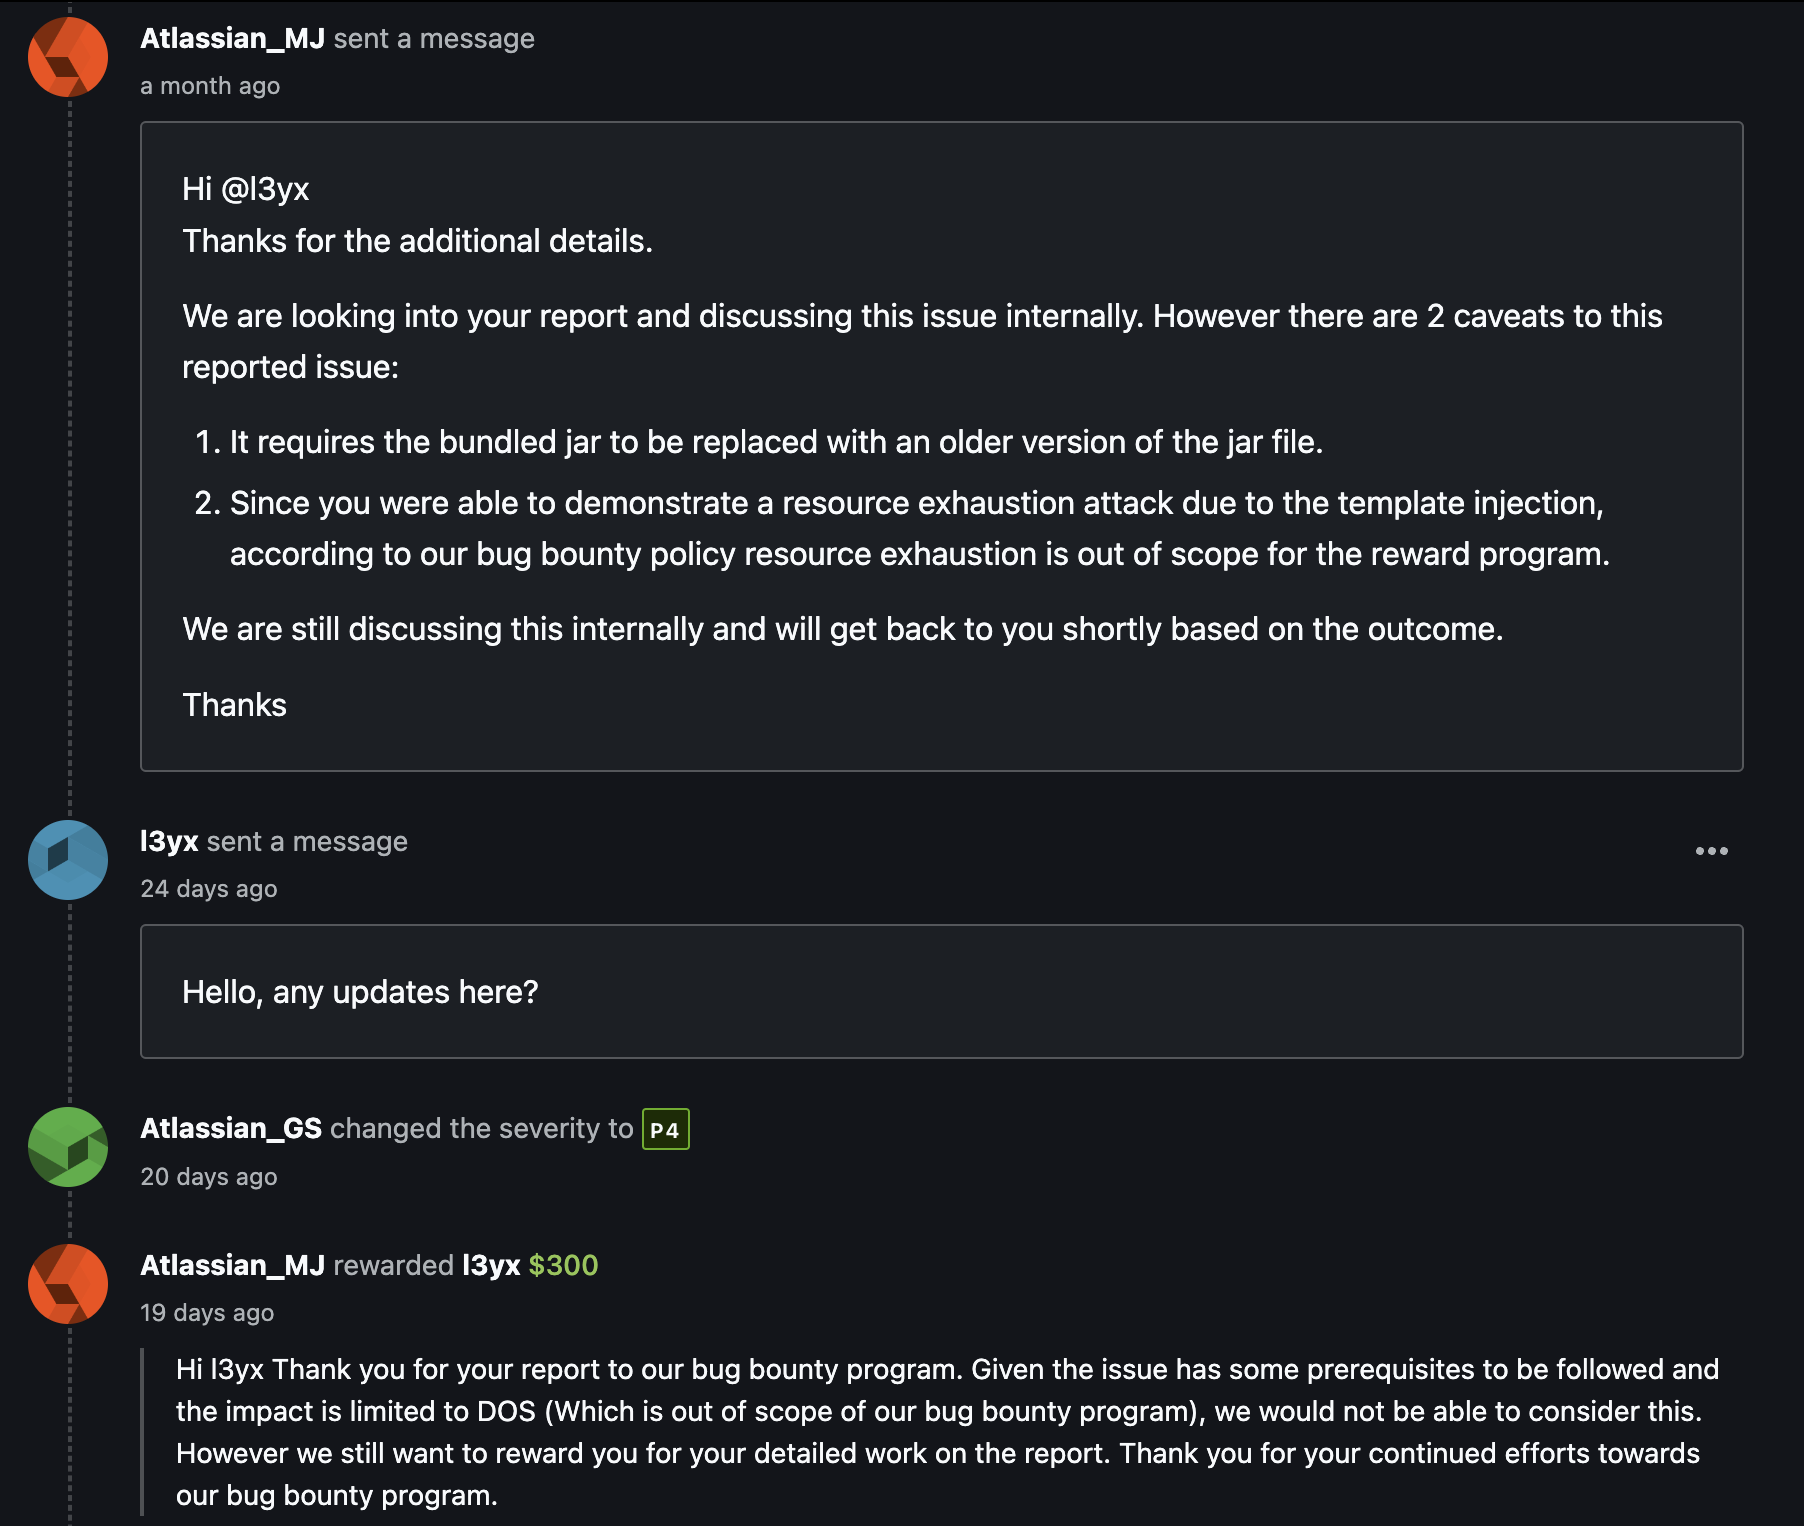 Atlassian_MJ sent a message
a month ago
Hi @l3yx
Thanks for the additional details.
We are looking into your report and discussing this issue internally. However there are 2 caveats to this
reported issue:
1. It requires the bundled jar to be replaced with an older version of the jar file.
2. Since you were able to demonstrate a resource exhaustion attack due to the template injection,
according to our bug bounty policy resource exhaustion is out of scope for the reward program.
We are still discussing this internally and will get back to you shortly based on the outcome.
Thanks
l3yx sent a message
24 days ago
Hello, any updates here?
Atlassian_GS changed the severity to P4
20 days ago
Atlassian_MJ rewarded l3yx $300
19 days ago
Hi l3yx Thank you for your report to our bug bounty program. Given the issue has some prerequisites to be followed and
the impact is limited to DOS (Which is out of scope of our bug bounty program), we would not be able to consider this.
However we still want to reward you for your detailed work on the report. Thank you for your continued efforts towards
our bug bounty program.